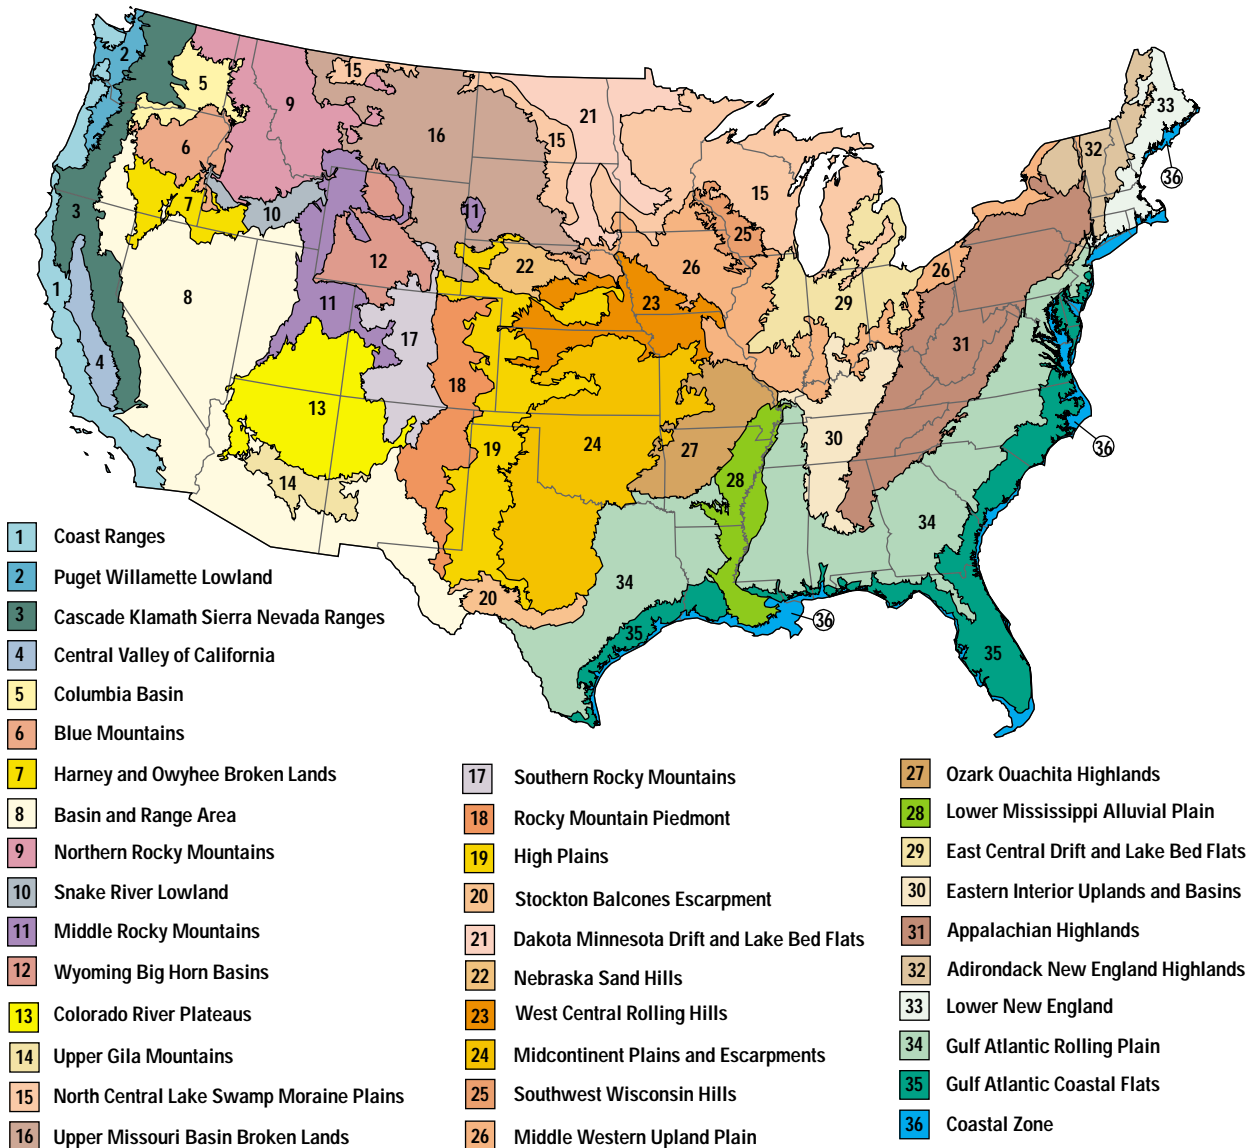 2
5
15
9
21
16
15
33
32
36
6
15
7
10
3
11
25
12
22
26
26
1
8
11
23
29
17
31
4
18
13
19
24
27
30
14
28
34
36
34
20
36
35
35
1 Coast Ranges
2 Puget Willamette Lowland
3 Cascade Klamath Sierra Nevada Ranges
4 Central Valley of California
5 Columbia Basin
6 Blue Mountains
7 Harney and Owyhee Broken Lands
8 Basin and Range Area
9 Northern Rocky Mountains
10 Snake River Lowland
11 Middle Rocky Mountains
12 Wyoming Big Horn Basins
13 Colorado River Plateaus
14 Upper Gila Mountains
15 North Central Lake Swamp Moraine Plains
16 Upper Missouri Basin Broken Lands
17 Southern Rocky Mountains
18 Rocky Mountain Piedmont
19 High Plains
20 Stockton Balcones Escarpment
21 Dakota Minnesota Drift and Lake Bed Flats
22 Nebraska Sand Hills
23 West Central Rolling Hills
24 Midcontinent Plains and Escarpments
25 Southwest Wisconsin Hills
26 Middle Western Upland Plain
27 Ozark Ouachita Highlands
28 Lower Mississippi Alluvial Plain
29 East Central Drift and Lake Bed Flats
30 Eastern Interior Uplands and Basins
31 Appalachian Highlands
32 Adirondack New England Highlands
33 Lower New England
34 Gulf Atlantic Rolling Plain
35 Gulf Atlantic Coastal Flats
36 Coastal Zone